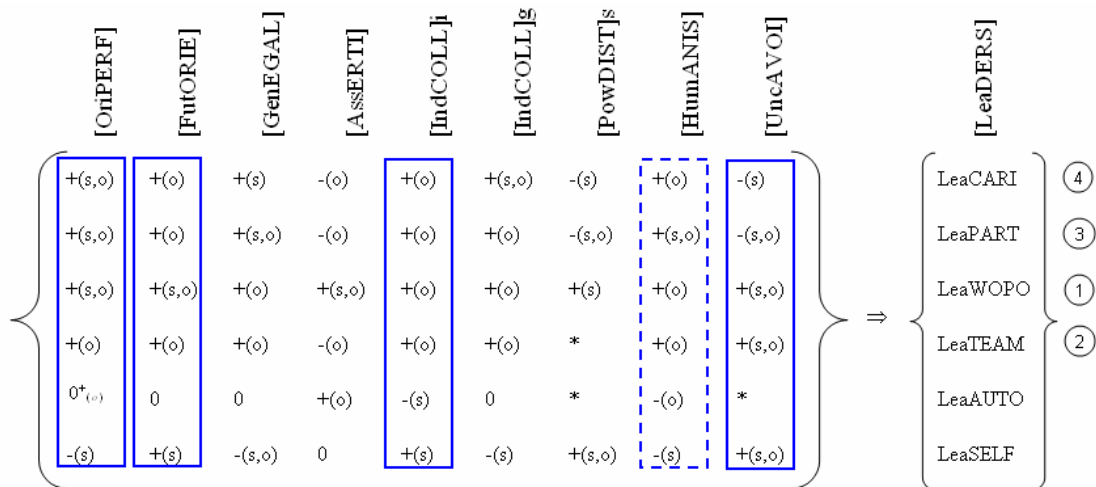 [OriPERF] [FutORIE] [GenEGAL] [AssERTI] [IndCOLL]i [IndCOLL]g [PowDIST]s [HumANIS] [UncAVOI] [LeaDERS]
+(s,o) +(o) +(s) -(o) +(o) +(s,o) -(s) +(o) -(s) LeaCARI 4
+(s,o) +(o) +(s,o) -(o) +(o) +(o) -(s,o) +(s,o) -(s,o) LeaPART 3
+(s,o) +(s,o) +(o) +(s,o) +(o) +(o) +(s) +(o) +(s,o) ⇒ LeaWOPO 1
+(o) +(o) +(o) -(o) +(o) +(o) * +(o) +(s,o) LeaTEAM 2
0⁺(o) 0 0 +(o) -(s) 0 * -(o) * LeaAUTO
-(s) +(s) -(s,o) 0 +(s) -(s) +(s,o) -(s) +(s,o) LeaSELF